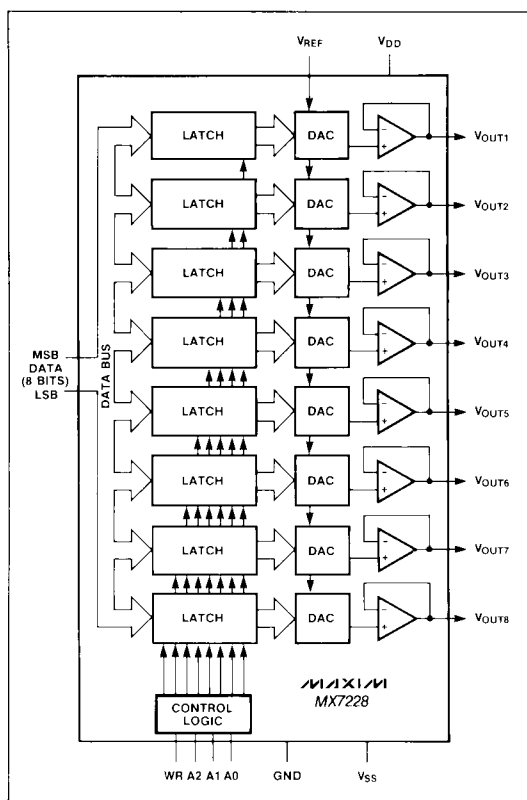 VREF VDD
LATCH DAC - + VOUT1
LATCH DAC - + VOUT2
LATCH DAC - + VOUT3
LATCH DAC - + VOUT4
MSB
DATA
(8 BITS)
LSB
DATA BUS
LATCH DAC - + VOUT5
LATCH DAC - + VOUT6
LATCH DAC - + VOUT7
LATCH DAC - + VOUT8
MAXIM
MX7228
CONTROL
LOGIC
WR A2 A1 A0 GND VSS